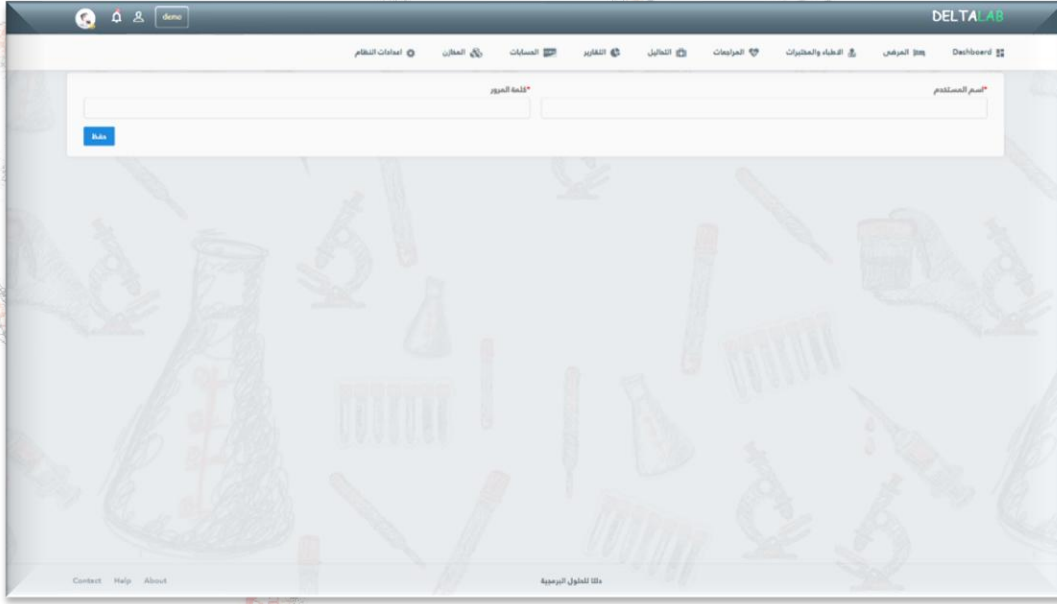 DELTALAB
demo
Dashboard المرضى الاطباء والمختبرات المراجعات التحاليل التقارير الحسابات المخازن اعدادات النظام
*اسم المستخدم *كلمة المرور
حفظ
دلتا للحلول البرمجية
Contact Help About